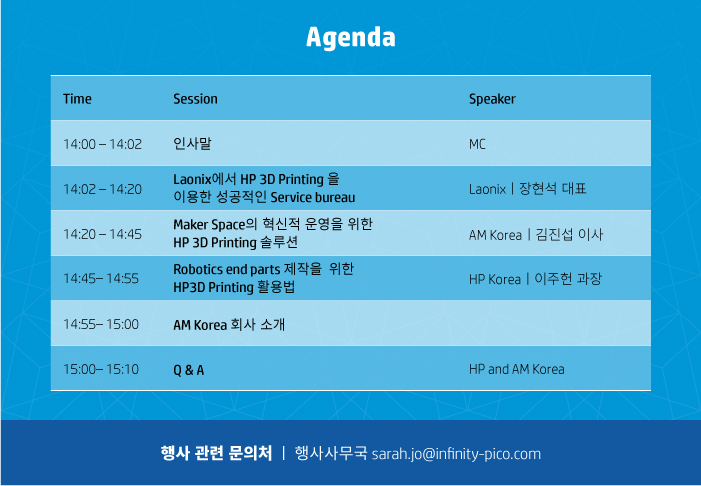 Agenda
Time Session Speaker
14:00 – 14:02 인사말 MC
14:02 – 14:20 Laonix에서 HP 3D Printing 을 이용한 성공적인 Service bureau Laonix | 장현석 대표
14:20 – 14:45 Maker Space의 혁신적 운영을 위한 HP 3D Printing 솔루션 AM Korea | 김진섭 이사
14:45– 14:55 Robotics end parts 제작을 위한 HP3D Printing 활용법 HP Korea | 이주헌 과장
14:55– 15:00 AM Korea 회사 소개
15:00– 15:10 Q & A HP and AM Korea
행사 관련 문의처 | 행사사무국 sarah.jo@infinity-pico.com